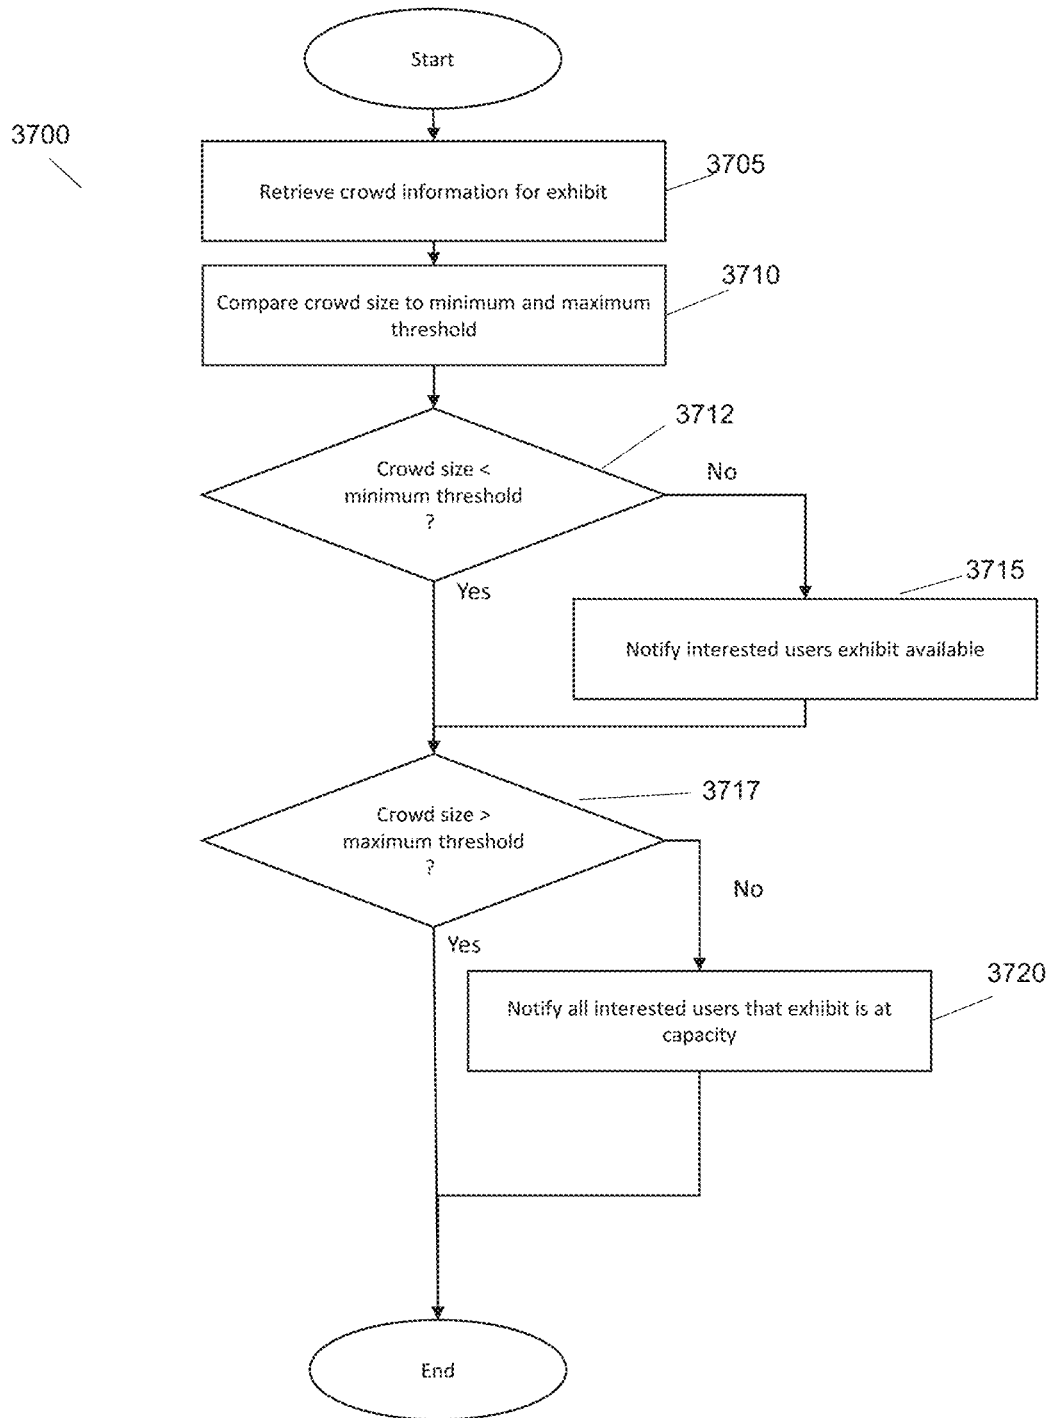 Start
3700
3705
Retrieve crowd information for exhibit
3710
Compare crowd size to minimum and maximum
threshold
3712
Crowd size <
minimum threshold
?
No
Yes
3715
Notify interested users exhibit available
3717
Crowd size >
maximum threshold
?
No
Yes
3720
Notify all interested users that exhibit is at
capacity
End